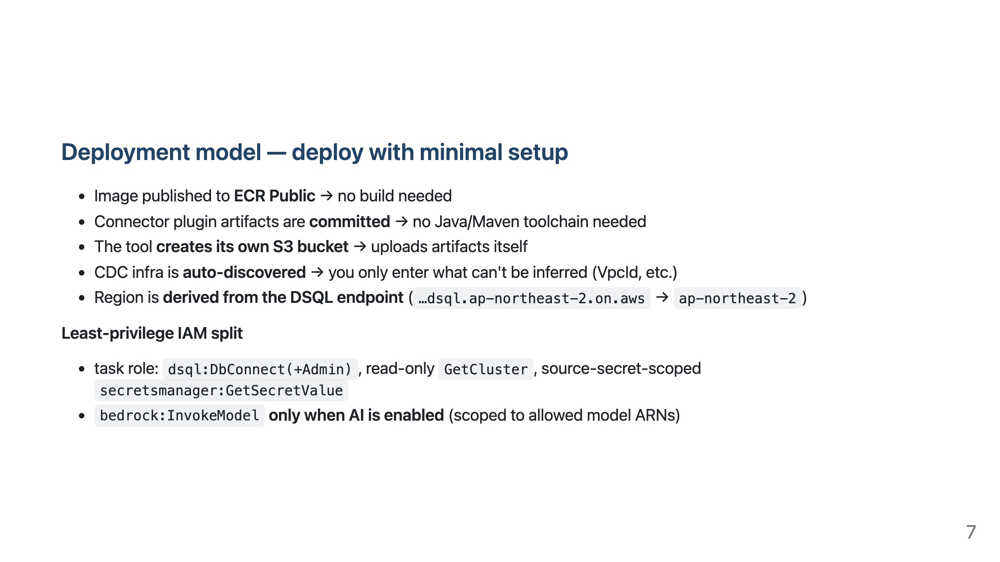 Deployment model — deploy with minimal setup
• Image published to ECR Public → no build needed
• Connector plugin artifacts are committed → no Java/Maven toolchain needed
• The tool creates its own S3 bucket → uploads artifacts itself
• CDC infra is auto-discovered → you only enter what can't be inferred (VpcId, etc.)
• Region is derived from the DSQL endpoint (…dsql.ap-northeast-2.on.aws → ap-northeast-2)
Least-privilege IAM split
• task role: dsql:DbConnect(+Admin), read-only GetCluster, source-secret-scoped
secretsmanager:GetSecretValue
• bedrock:InvokeModel only when AI is enabled (scoped to allowed model ARNs)
7